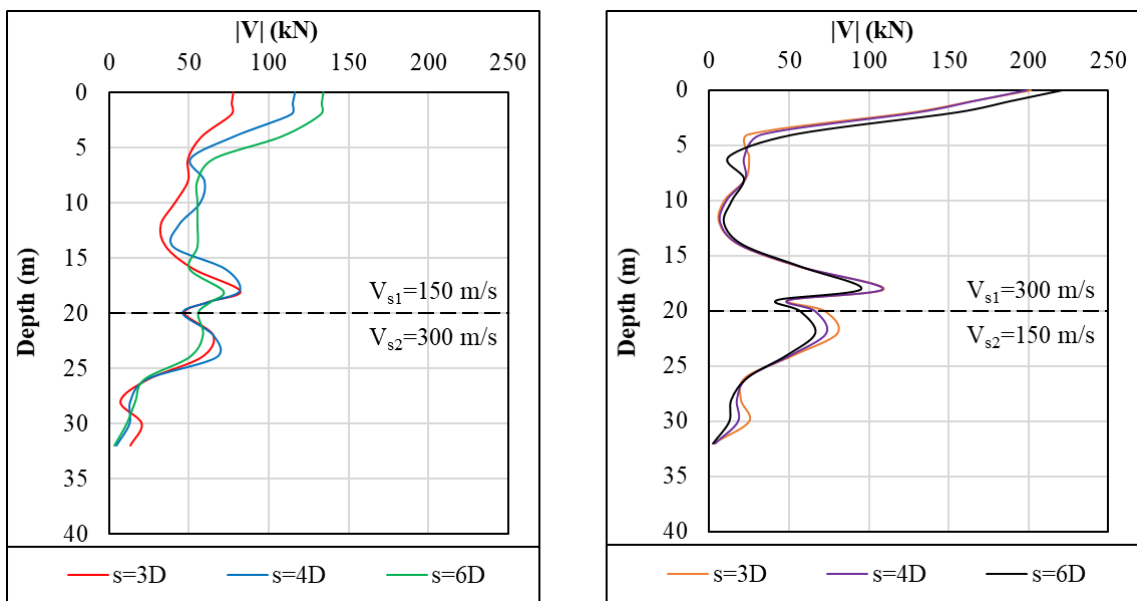 |V| (kN)
0 50 100 150 200 250
0
5
10
15
20
25
30
35
40
Depth (m)
Vs1=150 m/s
Vs2=300 m/s
s=3D s=4D s=6D
|V| (kN)
0 50 100 150 200 250
0
5
10
15
20
25
30
35
40
Depth (m)
Vs1=300 m/s
Vs2=150 m/s
s=3D s=4D s=6D